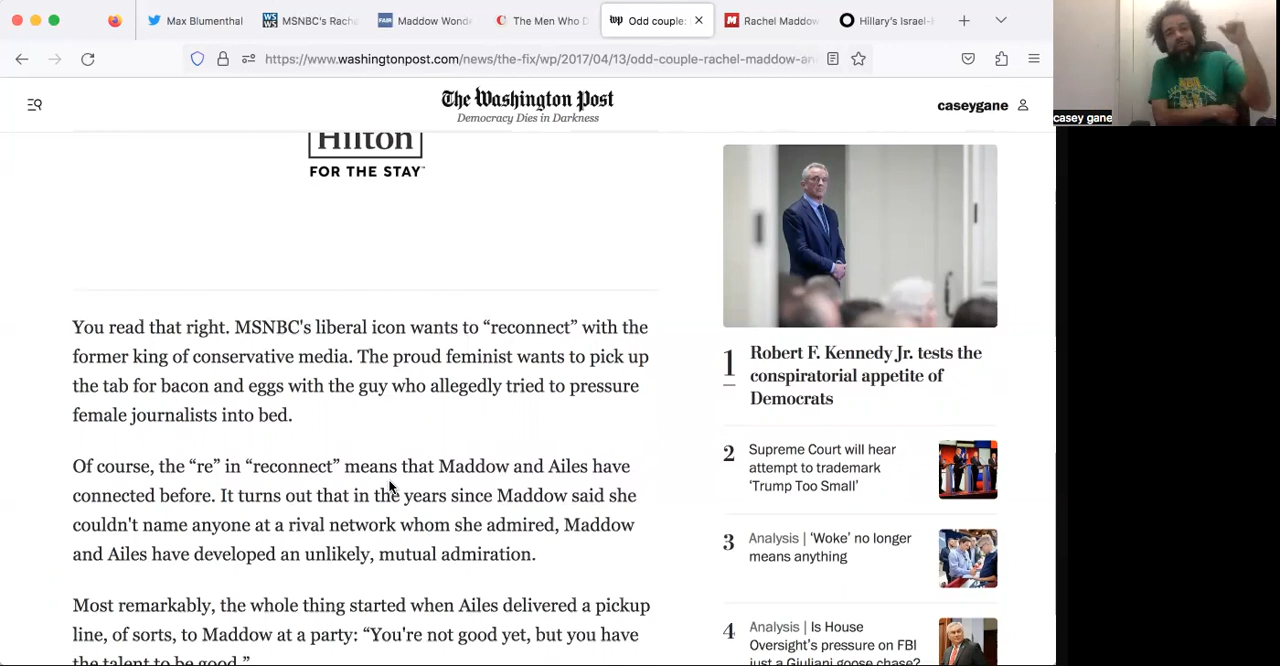 Max Blumenthal
MSNBC's Rach
Maddow Wond
The Men Who D
Odd couple:
Rachel Maddow
Hillary's Israel-
https://www.washingtonpost.com/news/the-fix/wp/2017/04/13/odd-couple-rachel-maddow-an
The Washington Post
Democracy Dies in Darkness
caseygane
casey gane
Hilton
FOR THE STAY
You read that right. MSNBC's liberal icon wants to “reconnect” with the
former king of conservative media. The proud feminist wants to pick up
the tab for bacon and eggs with the guy who allegedly tried to pressure
female journalists into bed.
Of course, the “re” in “reconnect” means that Maddow and Ailes have
connected before. It turns out that in the years since Maddow said she
couldn't name anyone at a rival network whom she admired, Maddow
and Ailes have developed an unlikely, mutual admiration.
Most remarkably, the whole thing started when Ailes delivered a pickup
line, of sorts, to Maddow at a party: “You're not good yet, but you have
the talent to be good.”
1
Robert F. Kennedy Jr. tests the
conspiratorial appetite of
Democrats
2
Supreme Court will hear
attempt to trademark
‘Trump Too Small’
3
Analysis | ‘Woke’ no longer
means anything
4
Analysis | Is House
Oversight's pressure on FBI
just a Giuliani goose chase?